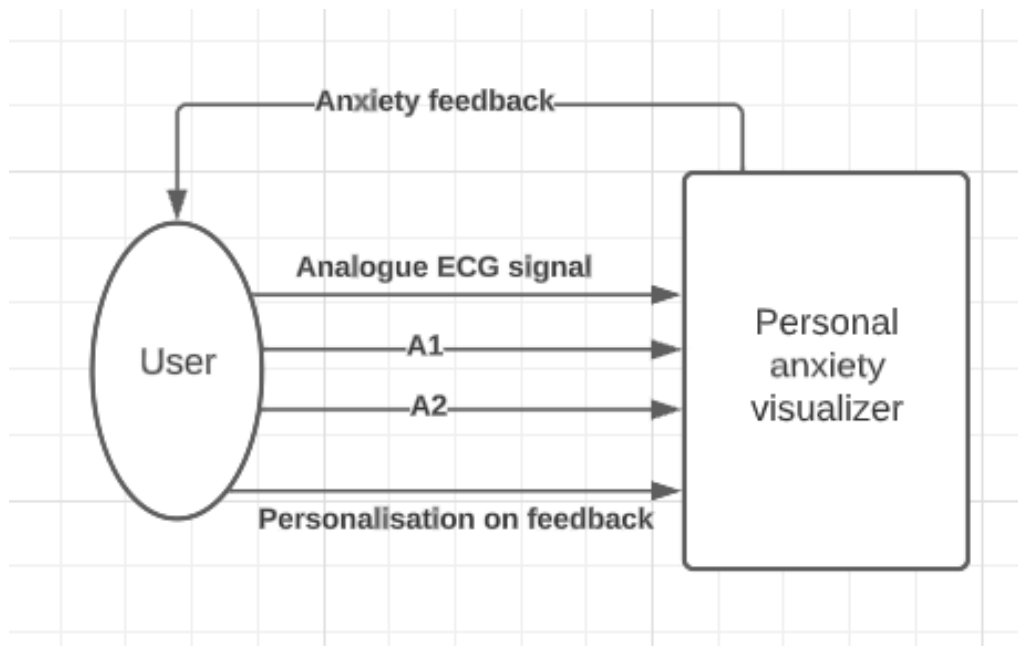 Anxiety feedback
Analogue ECG signal
A1
A2
Personalisation on feedback
User
Personal
anxiety
visualizer